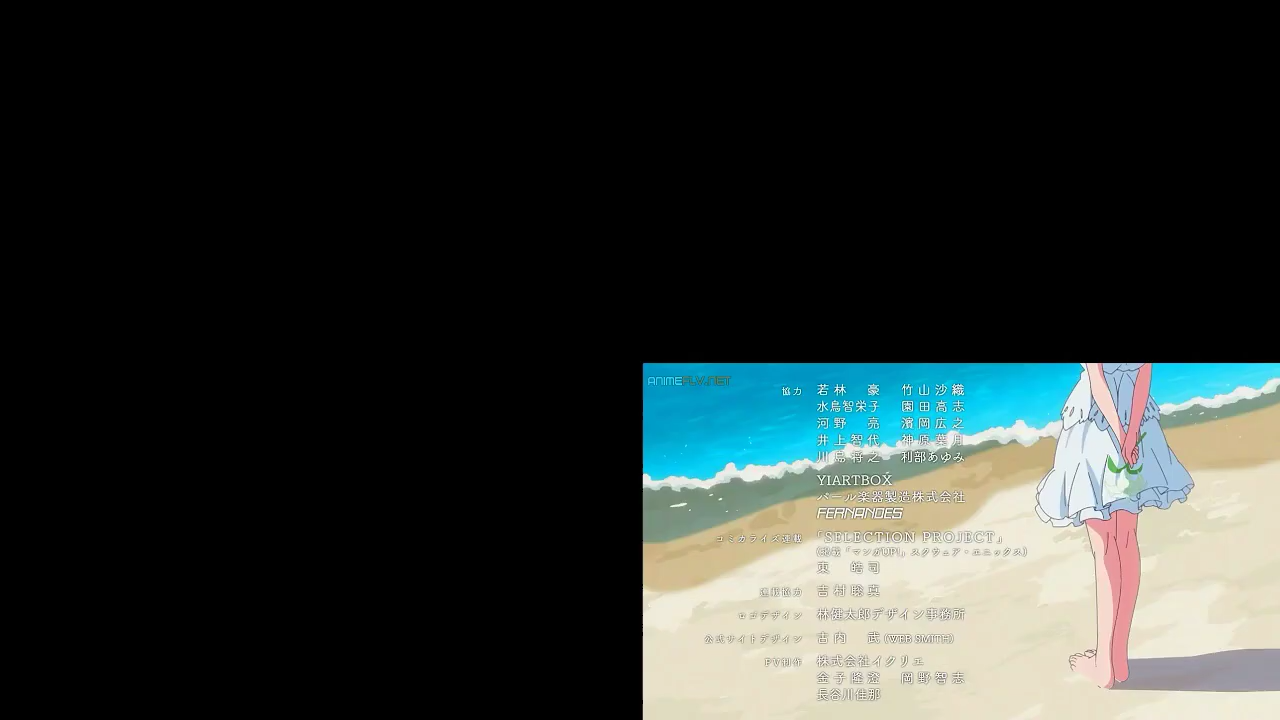 ANIMEFLV.NET
協力 若林 豪 竹山沙織
水鳥智栄子 園田高志
河野 亮 濱岡広之
井上智代 神原葉月
川島将之 利部あゆみ
YIARTBOX
パール楽器製造株式会社
FERNANDES
コミカライズ連載 「SELECTION PROJECT」
(掲載「マンガUP!」スクウェア・エニックス)
東 皓司
連載協力 吉村聡真
ロゴデザイン 林健太郎デザイン事務所
公式サイトデザイン 古内 武 (WEB SMITH)
PV制作 株式会社イクリエ
金子隆 岡野智志
長谷川佳那